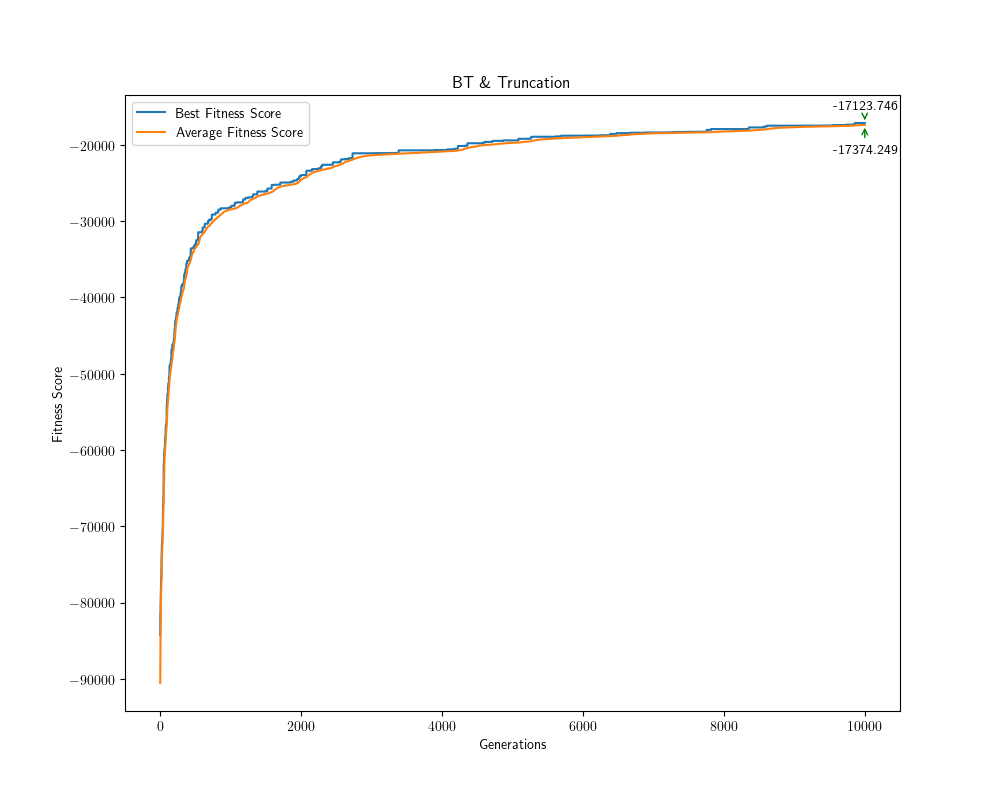 BT & Truncation
Best Fitness Score
Average Fitness Score
-17123.746
-17374.249
−20000
−30000
−40000
−50000
−60000
−70000
−80000
−90000
Fitness Score
0 2000 4000 6000 8000 10000
Generations